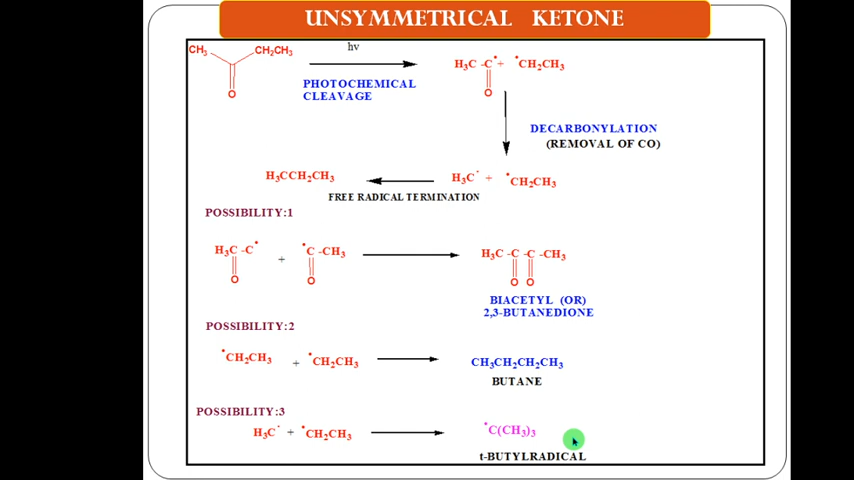 UNSYMMETRICAL KETONE
CH3 CH2CH3
O
hv
PHOTOCHEMICAL
CLEAVAGE
H3C -C• + •CH2CH3
O
DECARBONYLATION
(REMOVAL OF CO)
H3CCH2CH3
H3C• + •CH2CH3
FREE RADICAL TERMINATION
POSSIBILITY:1
H3C -C• + •C -CH3
O O
H3C -C -C -CH3
O O
BIACETYL (OR)
2,3-BUTANEDIONE
POSSIBILITY:2
•CH2CH3 + •CH2CH3
CH3CH2CH2CH3
BUTANE
POSSIBILITY:3
H3C• + •CH2CH3
•C(CH3)3
t-BUTYLRADICAL